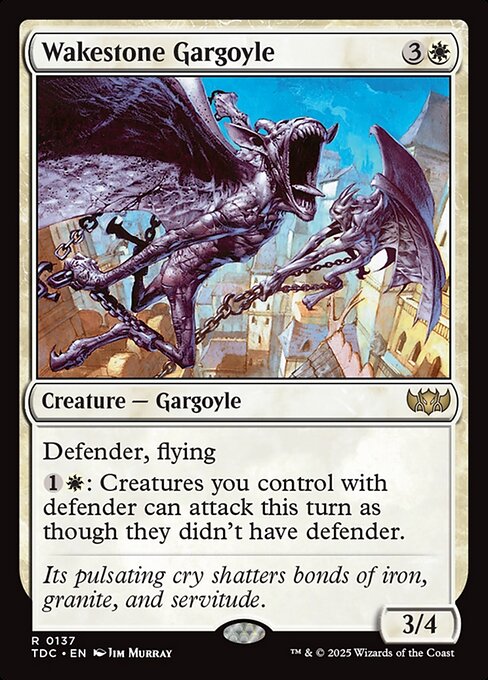 Wakestone Gargoyle 3
Creature — Gargoyle
Defender, flying
1: Creatures you control with
defender can attack this turn as
though they didn't have defender.
Its pulsating cry shatters bonds of iron,
granite, and servitude.
3/4
R 0137
TDC • EN Jim Murray
™ & © 2025 Wizards of the Coast